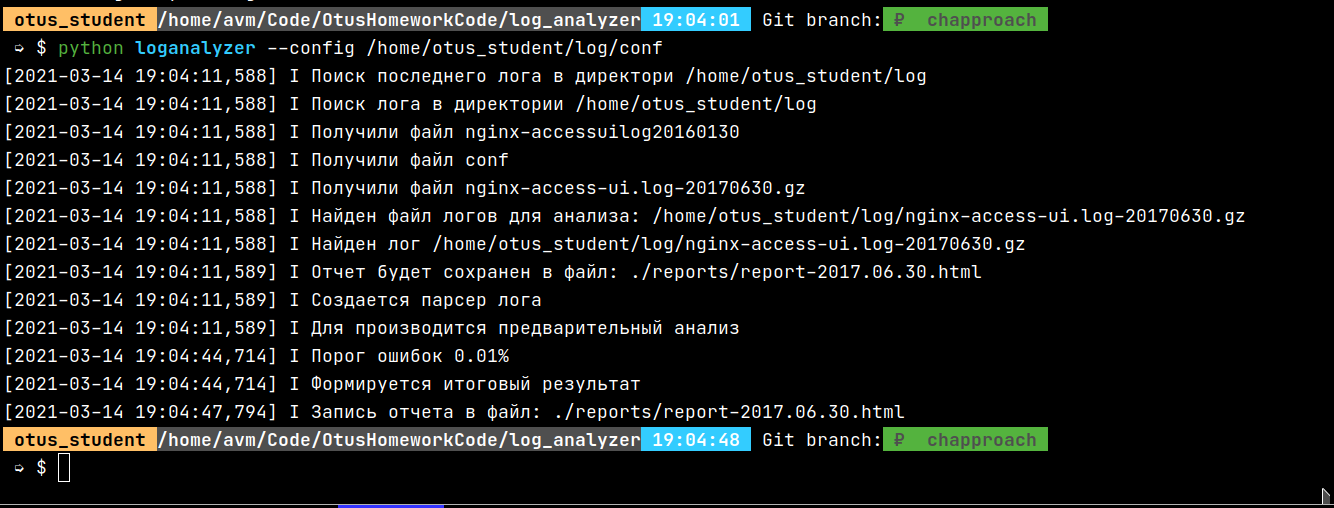 otus_student /home/avm/Code/OtusHomeworkCode/log_analyzer 19:04:01 Git branch: ₽ chapproach
➭ $ python loganalyzer --config /home/otus_student/log/conf
[2021-03-14 19:04:11,588] I Поиск последнего лога в директори /home/otus_student/log
[2021-03-14 19:04:11,588] I Поиск лога в директории /home/otus_student/log
[2021-03-14 19:04:11,588] I Получили файл nginx-accessuilog20160130
[2021-03-14 19:04:11,588] I Получили файл conf
[2021-03-14 19:04:11,588] I Получили файл nginx-access-ui.log-20170630.gz
[2021-03-14 19:04:11,588] I Найден файл логов для анализа: /home/otus_student/log/nginx-access-ui.log-20170630.gz
[2021-03-14 19:04:11,588] I Найден лог /home/otus_student/log/nginx-access-ui.log-20170630.gz
[2021-03-14 19:04:11,589] I Отчет будет сохранен в файл: ./reports/report-2017.06.30.html
[2021-03-14 19:04:11,589] I Создается парсер лога
[2021-03-14 19:04:11,589] I Для производится предварительный анализ
[2021-03-14 19:04:44,714] I Порог ошибок 0.01%
[2021-03-14 19:04:44,714] I Формируется итоговый результат
[2021-03-14 19:04:47,794] I Запись отчета в файл: ./reports/report-2017.06.30.html
otus_student /home/avm/Code/OtusHomeworkCode/log_analyzer 19:04:48 Git branch: ₽ chapproach
➭ $